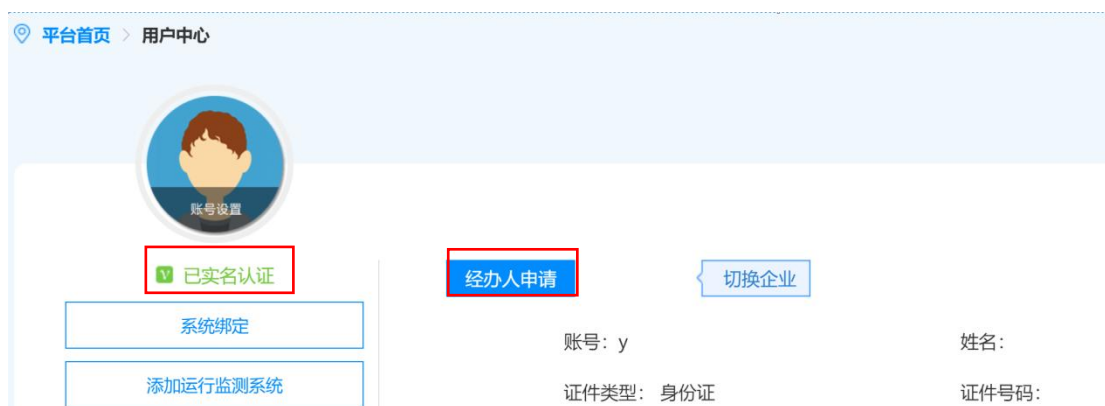 平台首页 > 用户中心
账号设置
V 已实名认证
经办人申请 切换企业
系统绑定
账号：y 姓名：
添加运行监测系统
证件类型： 身份证 证件号码：